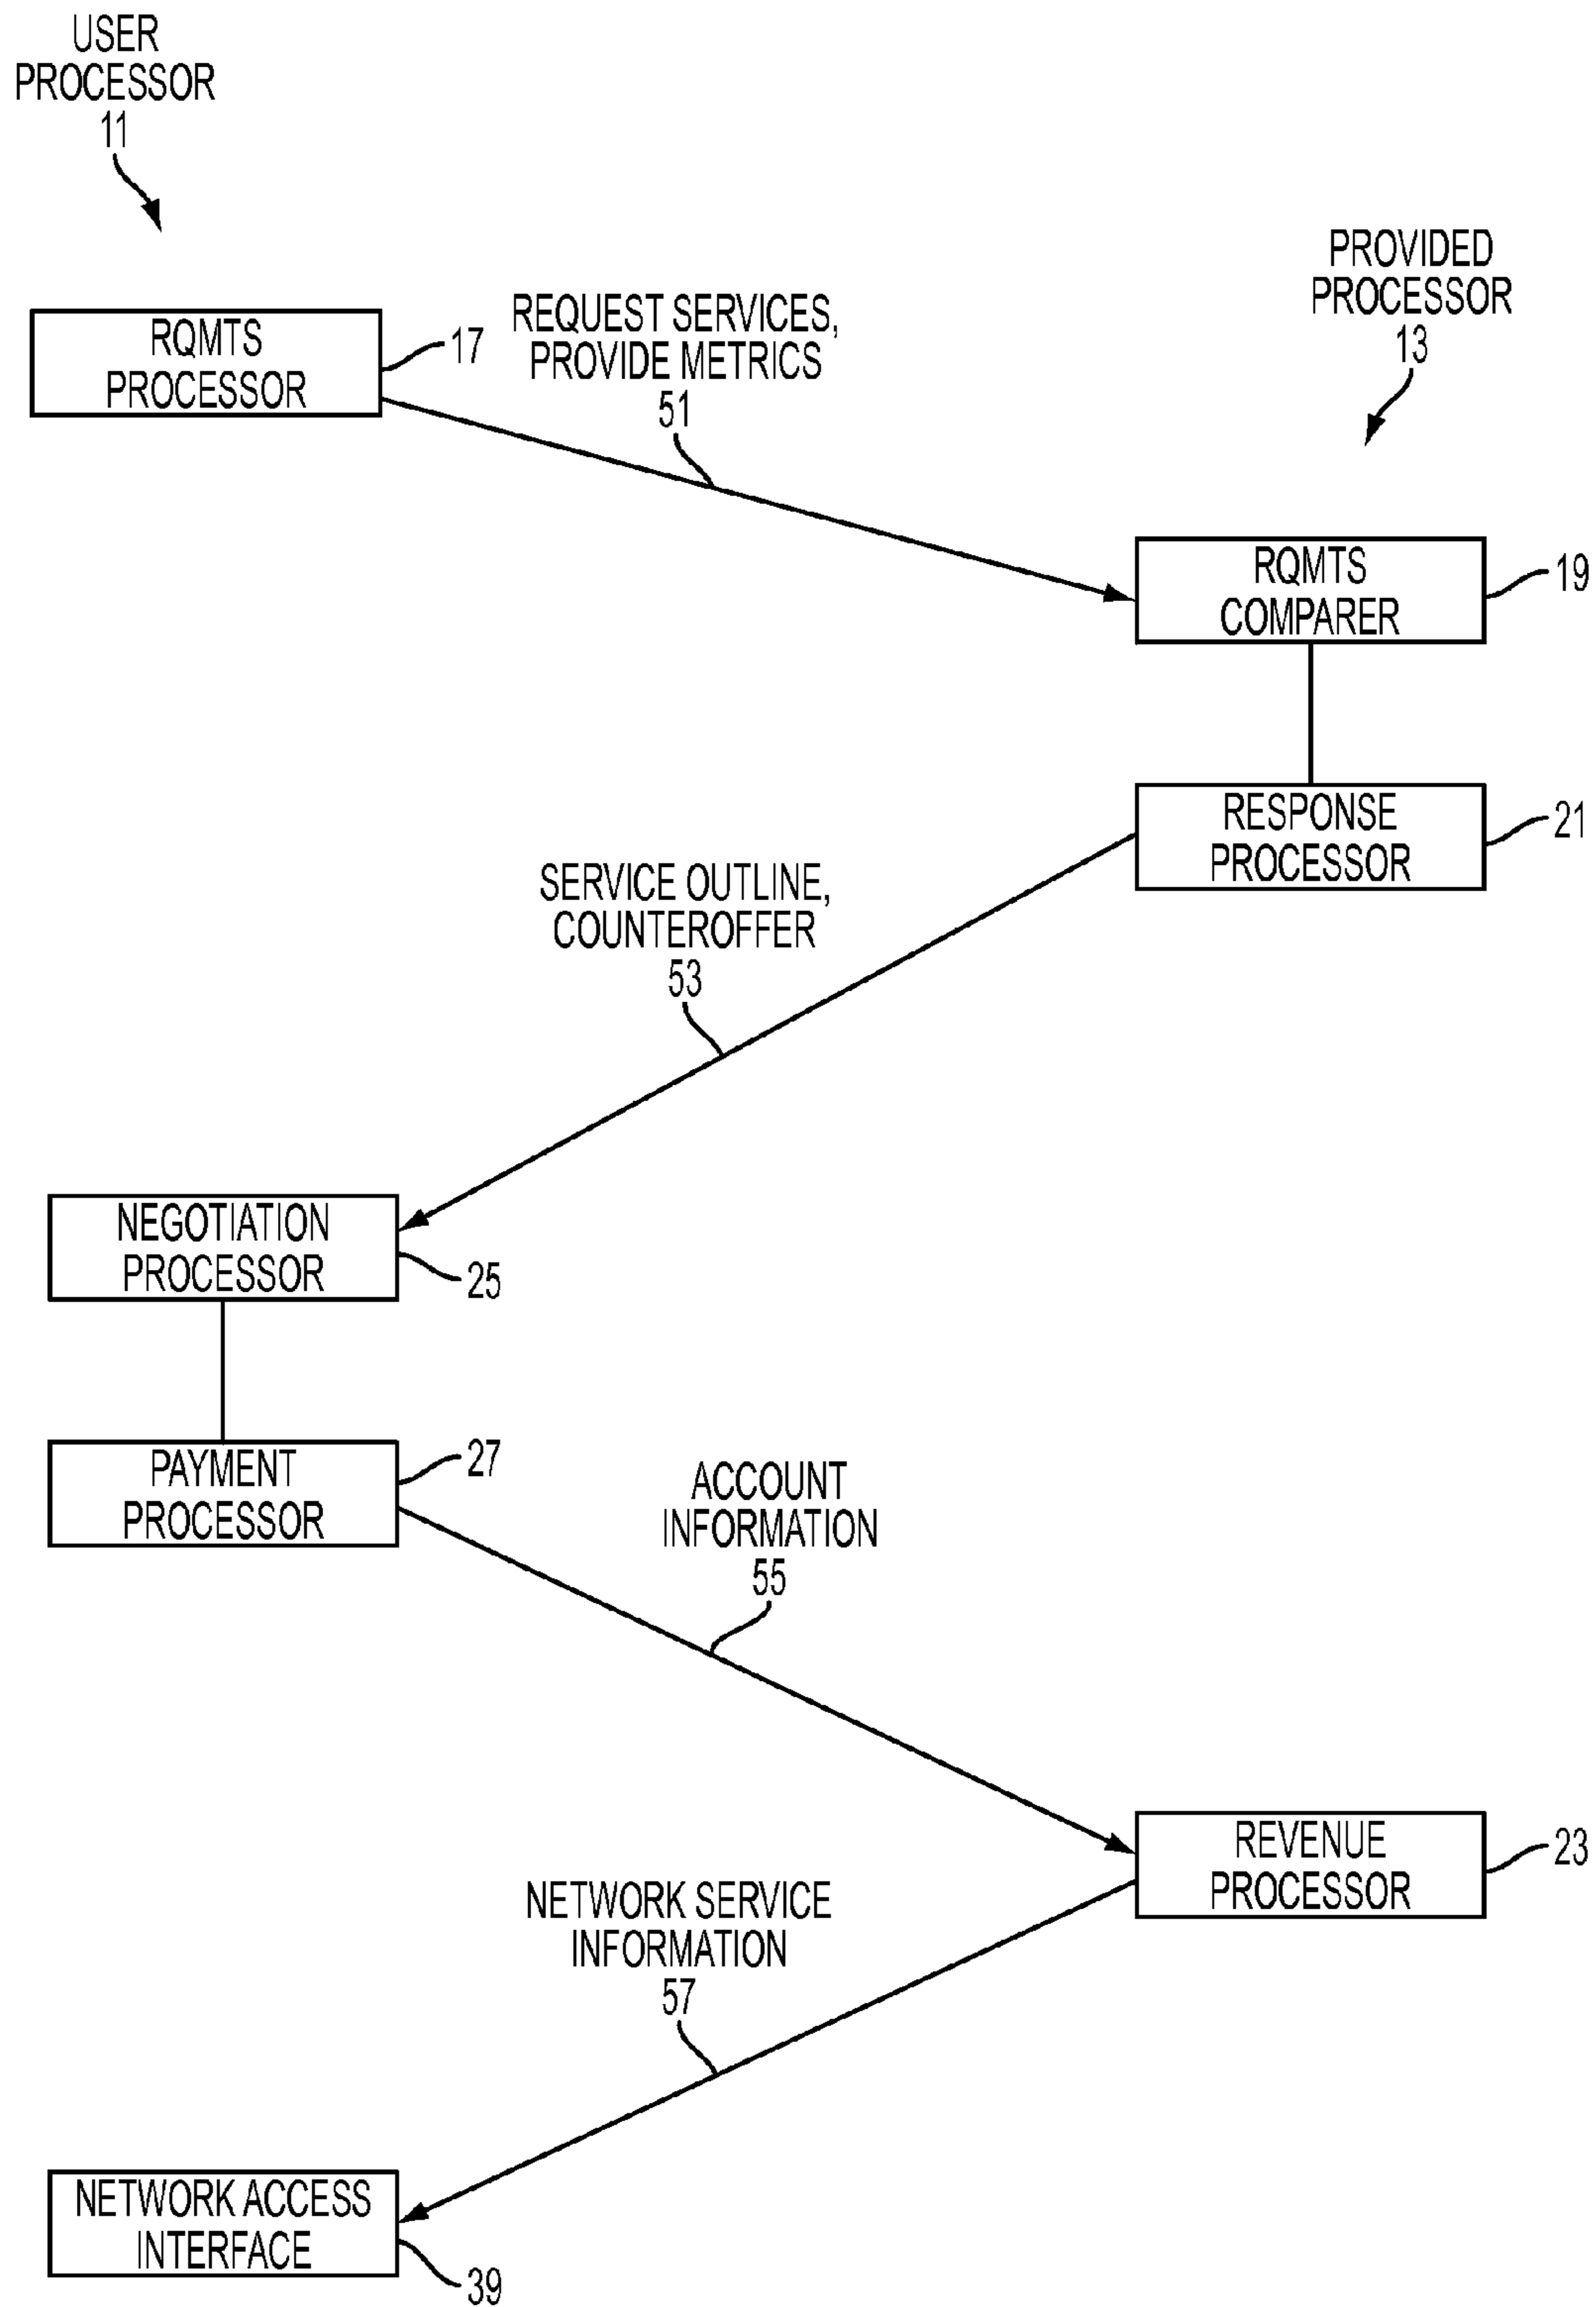 USER
PROCESSOR
11
PROVIDED
PROCESSOR
13
RQMTS
PROCESSOR
17
REQUEST SERVICES,
PROVIDE METRICS
51
RQMTS
COMPARER
19
RESPONSE
PROCESSOR
21
SERVICE OUTLINE,
COUNTEROFFER
53
NEGOTIATION
PROCESSOR
25
PAYMENT
PROCESSOR
27
ACCOUNT
INFORMATION
55
REVENUE
PROCESSOR
23
NETWORK SERVICE
INFORMATION
57
NETWORK ACCESS
INTERFACE
39